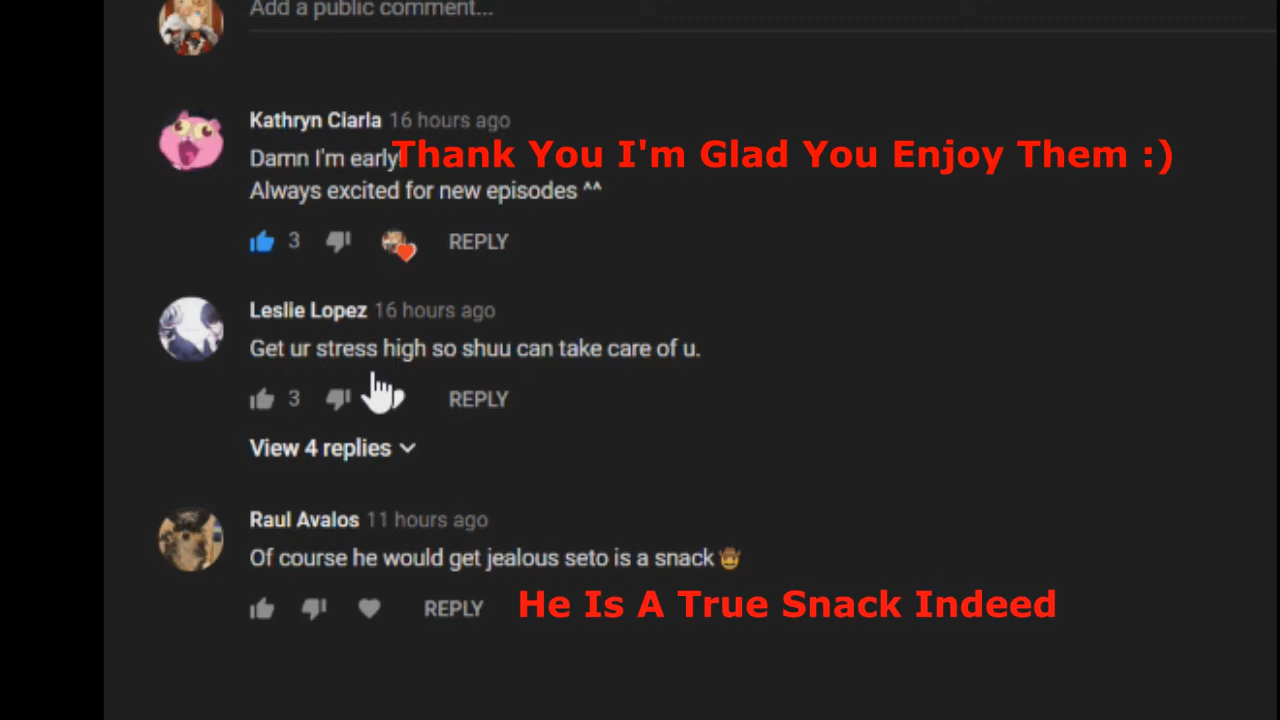 Add a public comment...
Kathryn Ciarla 16 hours ago
Damn I'm early! Thank You I'm Glad You Enjoy Them :)
Always excited for new episodes ^^
3 REPLY
Leslie Lopez 16 hours ago
Get ur stress high so shuu can take care of u.
3 REPLY
View 4 replies
Raul Avalos 11 hours ago
Of course he would get jealous seto is a snack🤠
REPLY He Is A True Snack Indeed